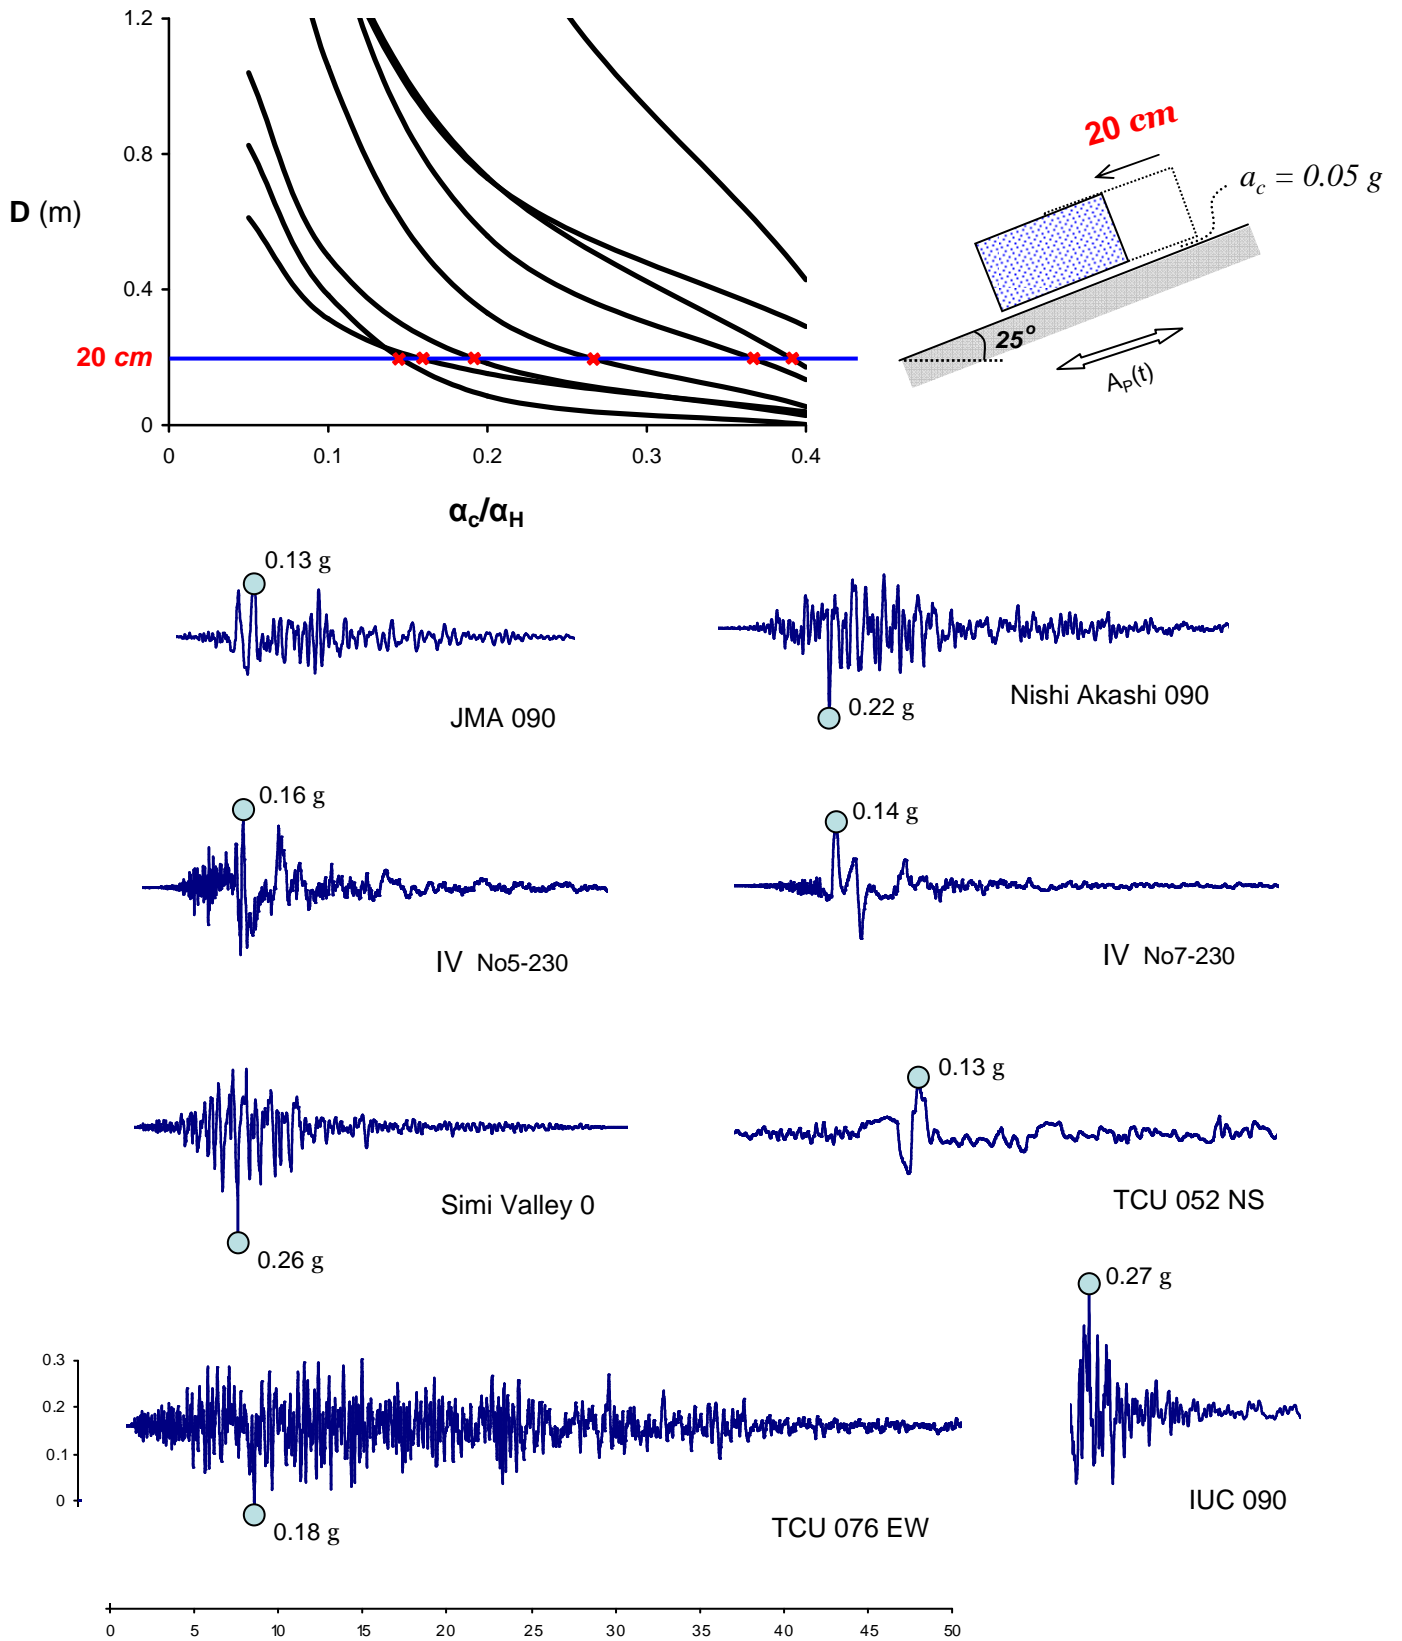 1.2
0.8
D (m)
0.4
20 cm
0
0 0.1 0.2 0.3 0.4
αc/αH
20 cm
ac = 0.05 g
25°
AP(t)
0.13 g
JMA 090
0.22 g
Nishi Akashi 090
0.16 g
IV No5-230
0.14 g
IV No7-230
0.26 g
Simi Valley 0
0.13 g
TCU 052 NS
0.3
0.2
0.1
0
0.18 g
TCU 076 EW
0.27 g
IUC 090
0 5 10 15 20 25 30 35 40 45 50